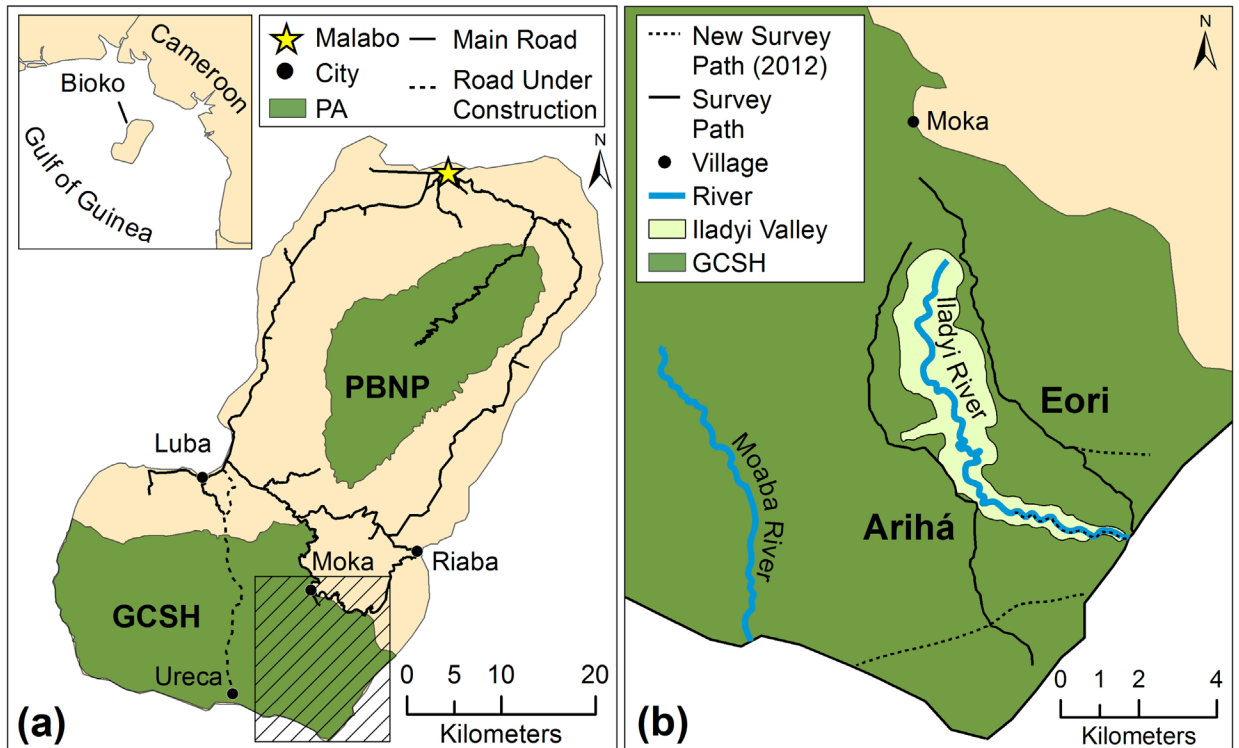 Cameroon
Bioko
Gulf of Guinea
Malabo
City
PA
Main Road
Road Under
Construction
N
PBNP
Luba
Moka
Riaba
GCSH
Ureca
0 5 10 20
Kilometers
(a)
New Survey
Path (2012)
Survey
Path
Village
River
Iladyi Valley
GCSH
N
Moka
Iladyi River
Eori
Moaba River
Arihá
0 1 2 4
Kilometers
(b)